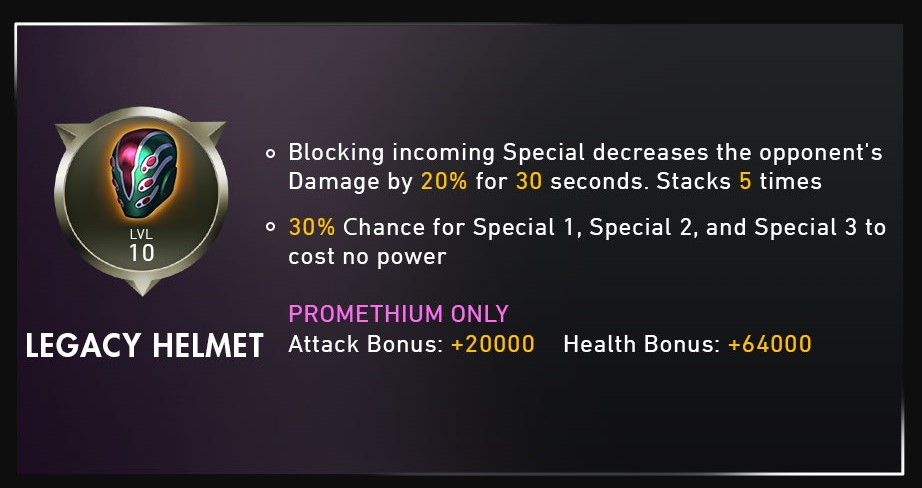 Blocking incoming Special decreases the opponent's
Damage by 20% for 30 seconds. Stacks 5 times
30% Chance for Special 1, Special 2, and Special 3 to
cost no power
LVL
10
LEGACY HELMET
PROMETHIUM ONLY
Attack Bonus: +20000 Health Bonus: +64000